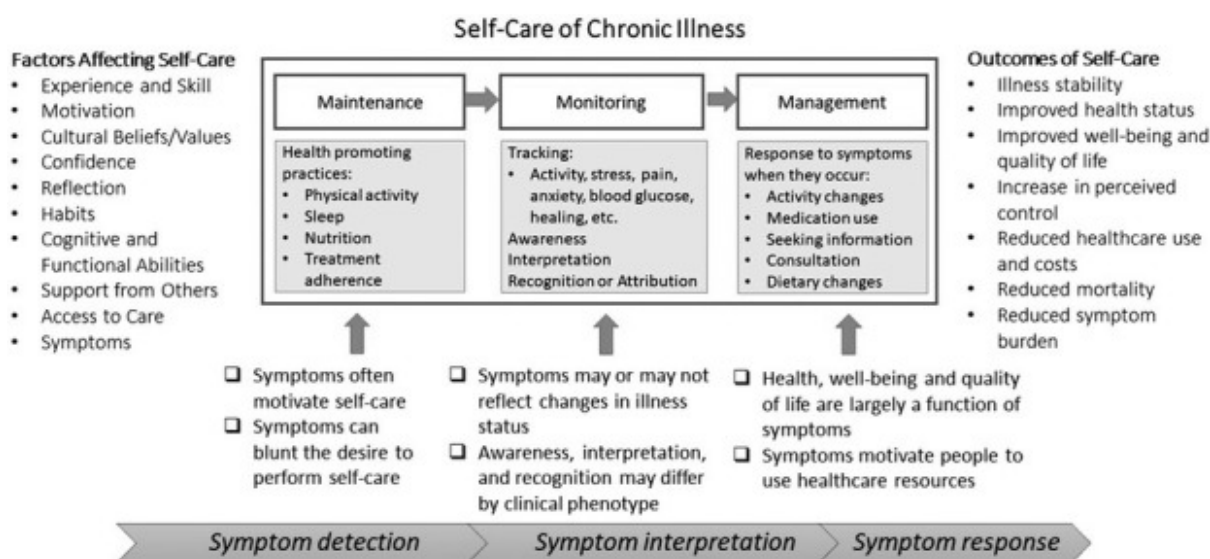 Self-Care of Chronic Illness
Factors Affecting Self-Care
• Experience and Skill
• Motivation
• Cultural Beliefs/Values
• Confidence
• Reflection
• Habits
• Cognitive and
Functional Abilities
• Support from Others
• Access to Care
• Symptoms
Maintenance
Health promoting
practices:
• Physical activity
• Sleep
• Nutrition
• Treatment
adherence
Monitoring
Tracking:
• Activity, stress, pain,
anxiety, blood glucose,
healing, etc.
Awareness
Interpretation
Recognition or Attribution
Management
Response to symptoms
when they occur:
• Activity changes
• Medication use
• Seeking information
• Consultation
• Dietary changes
Outcomes of Self-Care
• Illness stability
• Improved health status
• Improved well-being and
quality of life
• Increase in perceived
control
• Reduced healthcare use
and costs
• Reduced mortality
• Reduced symptom
burden
❑ Symptoms often
motivate self-care
❑ Symptoms can
blunt the desire to
perform self-care
❑ Symptoms may or may not
reflect changes in illness
status
❑ Awareness, interpretation,
and recognition may differ
by clinical phenotype
❑ Health, well-being and quality
of life are largely a function of
symptoms
❑ Symptoms motivate people to
use healthcare resources
Symptom detection
Symptom interpretation
Symptom response